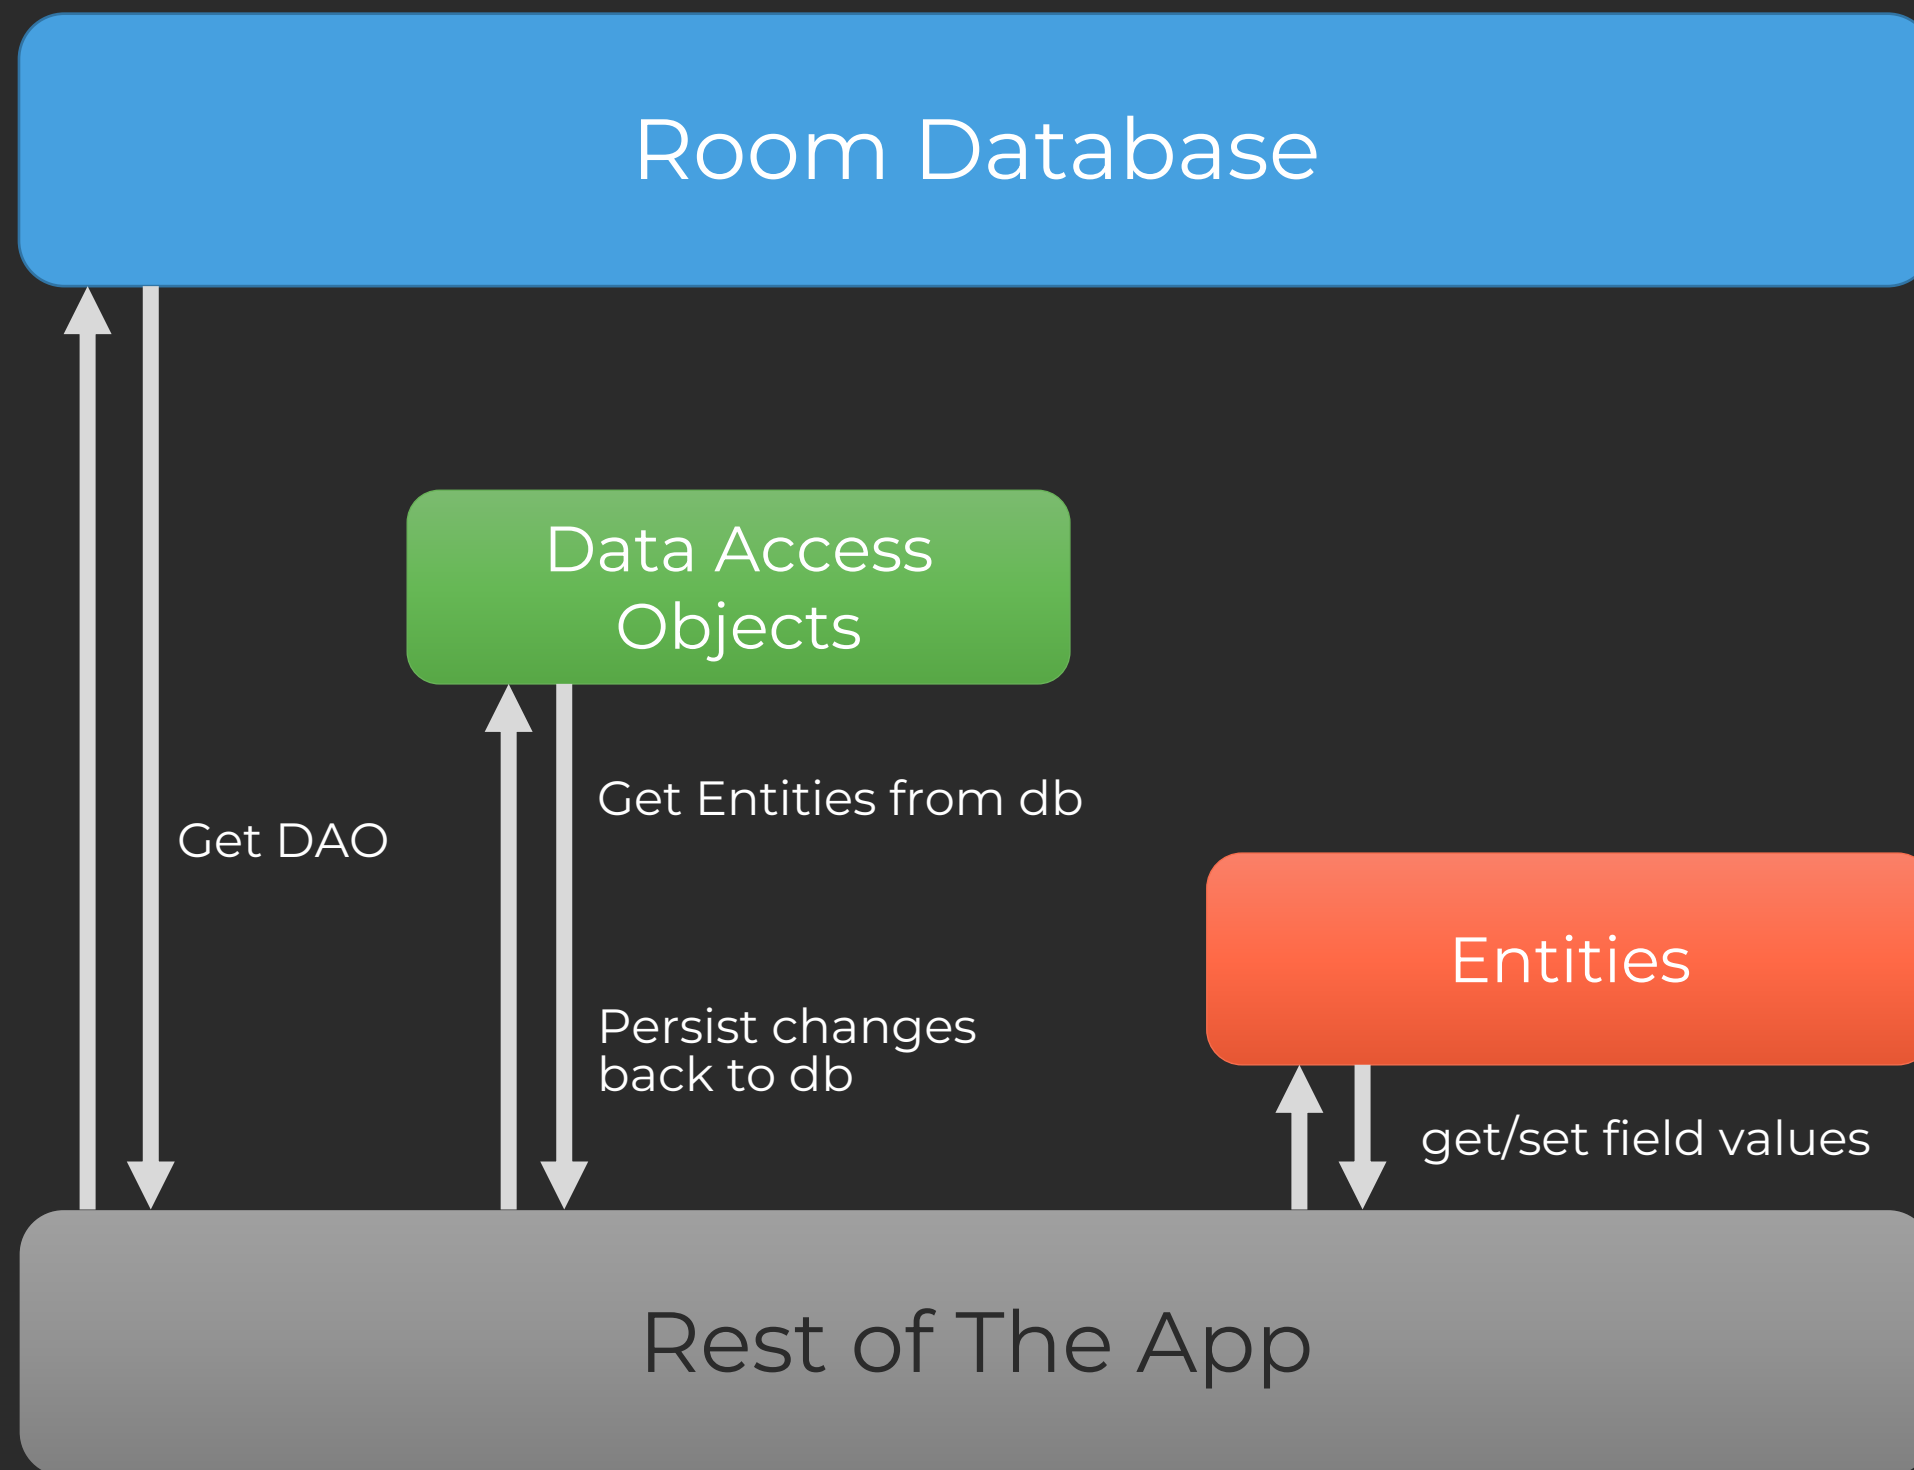 Room Database
Data Access
Objects
Get Entities from db
Get DAO
Entities
Persist changes
back to db
get/set field values
Rest of The App